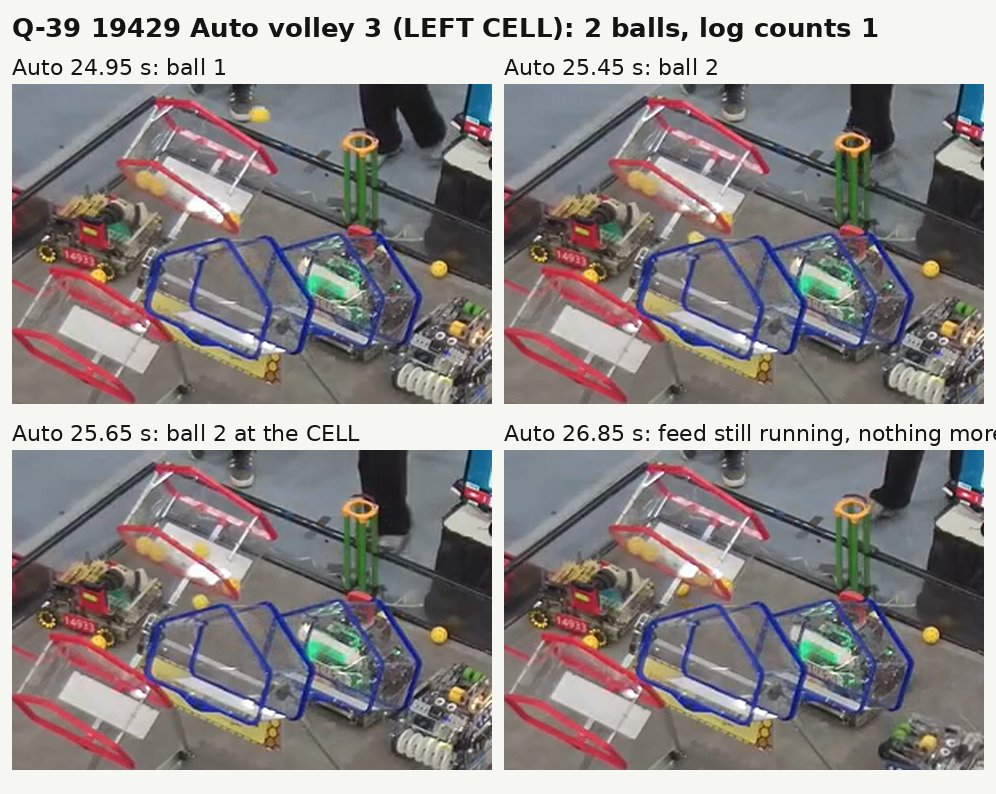 Q-39 19429 Auto volley 3 (LEFT CELL): 2 balls, log counts 1
Auto 24.95 s: ball 1
Auto 25.45 s: ball 2
14933
14933
Auto 25.65 s: ball 2 at the CELL
Auto 26.85 s: feed still running, nothing more
14933
14933